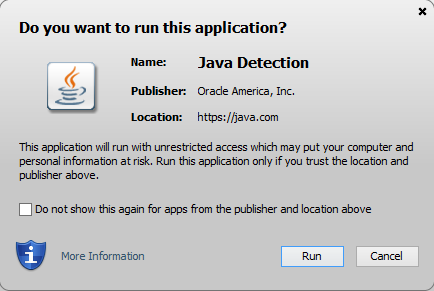 Do you want to run this application?
Name: Java Detection
Publisher: Oracle America, Inc.
Location: https://java.com
This application will run with unrestricted access which may put your computer and
personal information at risk. Run this application only if you trust the location and
publisher above.
Do not show this again for apps from the publisher and location above
More Information Run Cancel